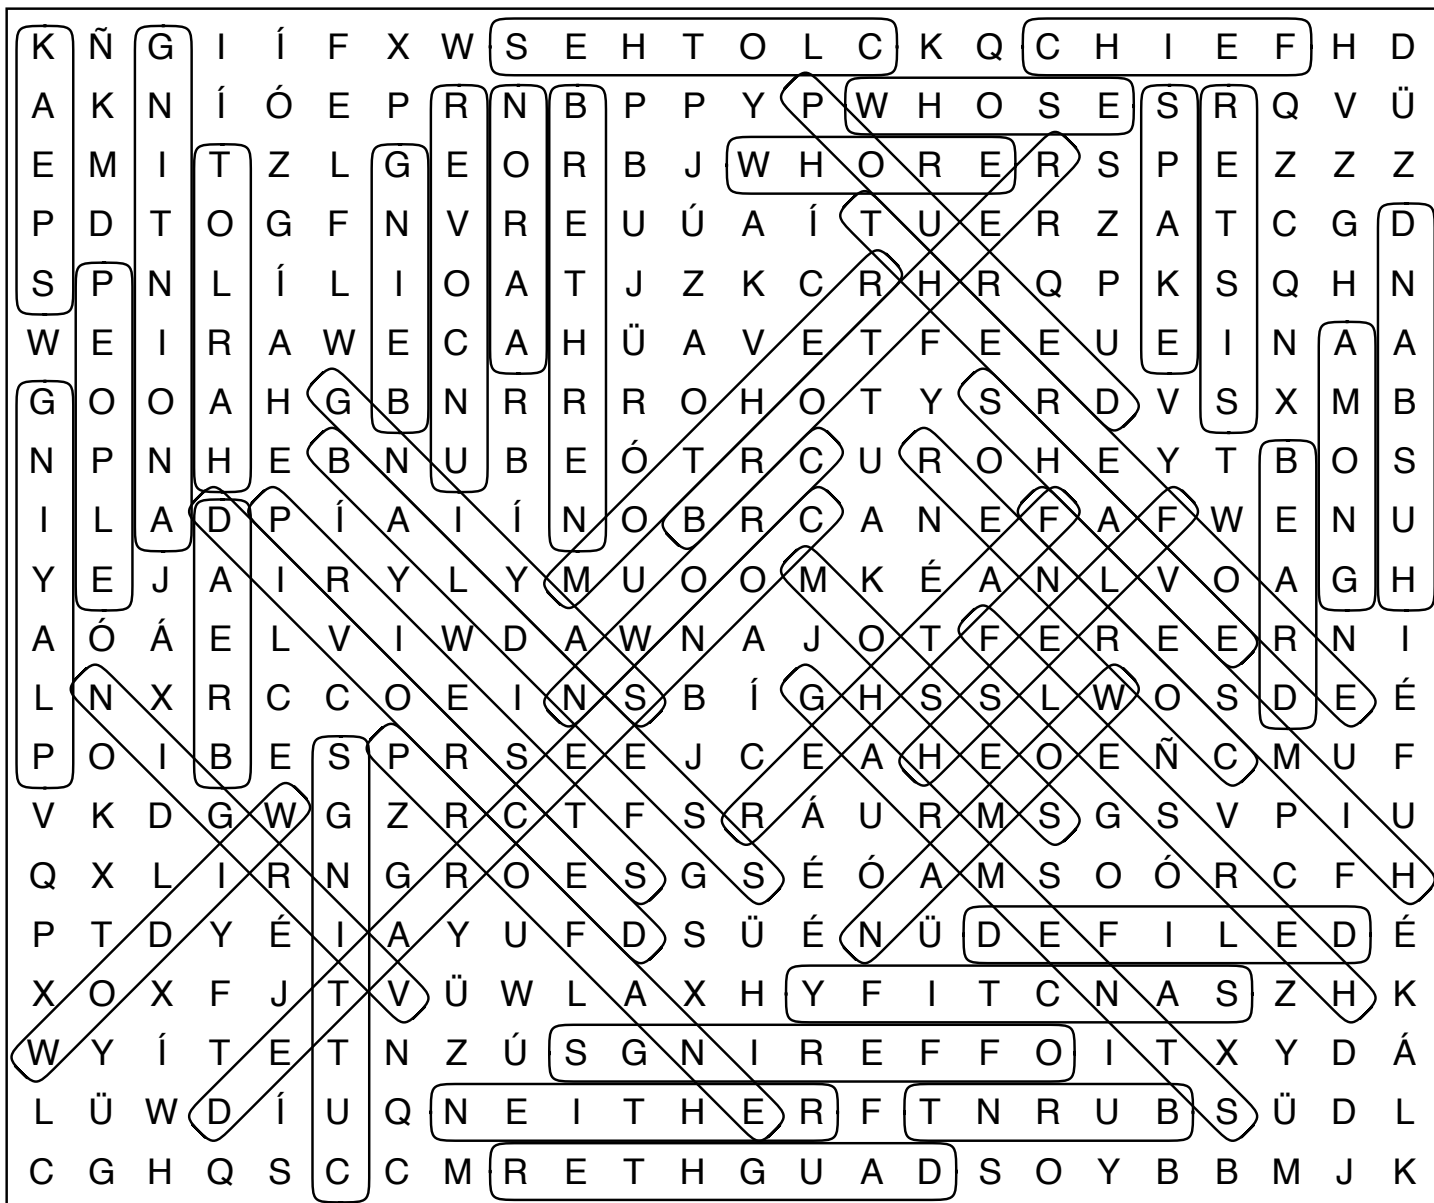 K Ñ G I Í F X W S E H T O L C K Q C H I E F H D
A K N Í Ó E P R N B P P Y P W H O S E S R Q V Ü
E M I T Z L G E O R B J W H O R E R S P E Z Z Z
P D T O G F N V R E U Ú A Í T U E R Z A T C G D
S P N L Í L I O A T J Z K C R H R Q P K S Q H N
W E I R A W E C A H Ü A V E T F E E U E I N A A
G O O A H G B N R R R O H O T Y S R D V S X M B
N P N H E B N U B E Ó T R C U R O H E Y T B O S
I L A D P Í A I Í N O B R C A N E F A F W E N U
Y E J A I R Y L Y M U O O M K É A N L V O A G H
A Ó Á E L V I W D A W N A J O T F E R E E R N I
L N X R C C O E I N S B Í G H S S L W O S D E É
P O I B E S P R S E E J C E A H E O E Ñ C M U F
V K D G W G Z R C T F S R Á U R M S G S V P I U
Q X L I R N G R O E S G S É Ó A M S O Ó R C F H
P T D Y É I A Y U F D S Ü É N Ü D E F I L E D É
X O X F J T V Ü W L A X H Y F I T C N A S Z H K
W Y Í T E T N Z Ú S G N I R E F F O I T X Y D Á
L Ü W D Í U Q N E I T H E R F T N R U B S Ü D L
C G H Q S C C M R E T H G U A D S O Y B B M J K